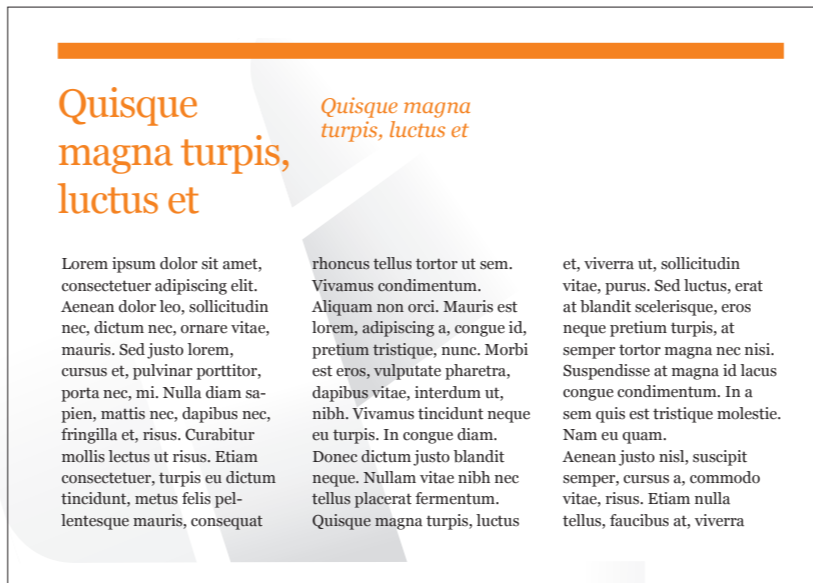 Quisque
magna turpis,
luctus et
Quisque magna
turpis, luctus et
Lorem ipsum dolor sit amet,
consectetuer adipiscing elit.
Aenean dolor leo, sollicitudin
nec, dictum nec, ornare vitae,
mauris. Sed justo lorem,
cursus et, pulvinar porttitor,
porta nec, mi. Nulla diam sa-
pien, mattis nec, dapibus nec,
fringilla et, risus. Curabitur
mollis lectus ut risus. Etiam
consectetuer, turpis eu dictum
tincidunt, metus felis pel-
lentesque mauris, consequat
rhoncus tellus tortor ut sem.
Vivamus condimentum.
Aliquam non orci. Mauris est
lorem, adipiscing a, congue id,
pretium tristique, nunc. Morbi
est eros, vulputate pharetra,
dapibus vitae, interdum ut,
nibh. Vivamus tincidunt neque
eu turpis. In congue diam.
Donec dictum justo blandit
neque. Nullam vitae nibh nec
tellus placerat fermentum.
Quisque magna turpis, luctus
et, viverra ut, sollicitudin
vitae, purus. Sed luctus, erat
at blandit scelerisque, eros
neque pretium turpis, at
semper tortor magna nec nisi.
Suspendisse at magna id lacus
congue condimentum. In a
sem quis est tristique molestie.
Nam eu quam.
Aenean justo nisl, suscipit
semper, cursus a, commodo
vitae, risus. Etiam nulla
tellus, faucibus at, viverra